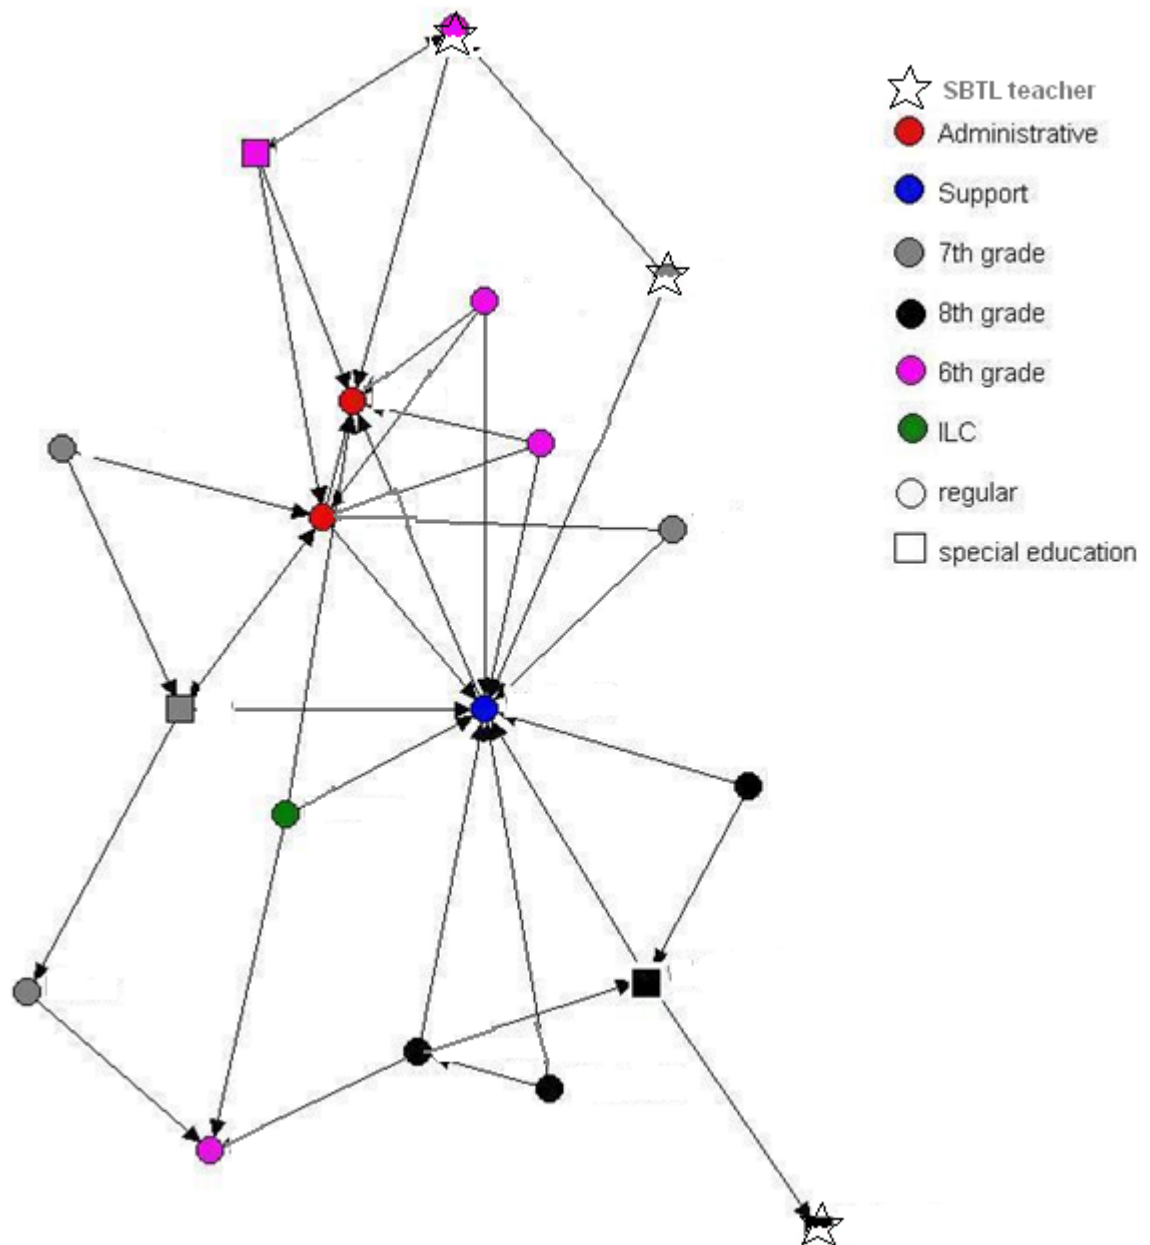 SBTL teacher
Administrative
Support
7th grade
8th grade
6th grade
ILC
regular
special education